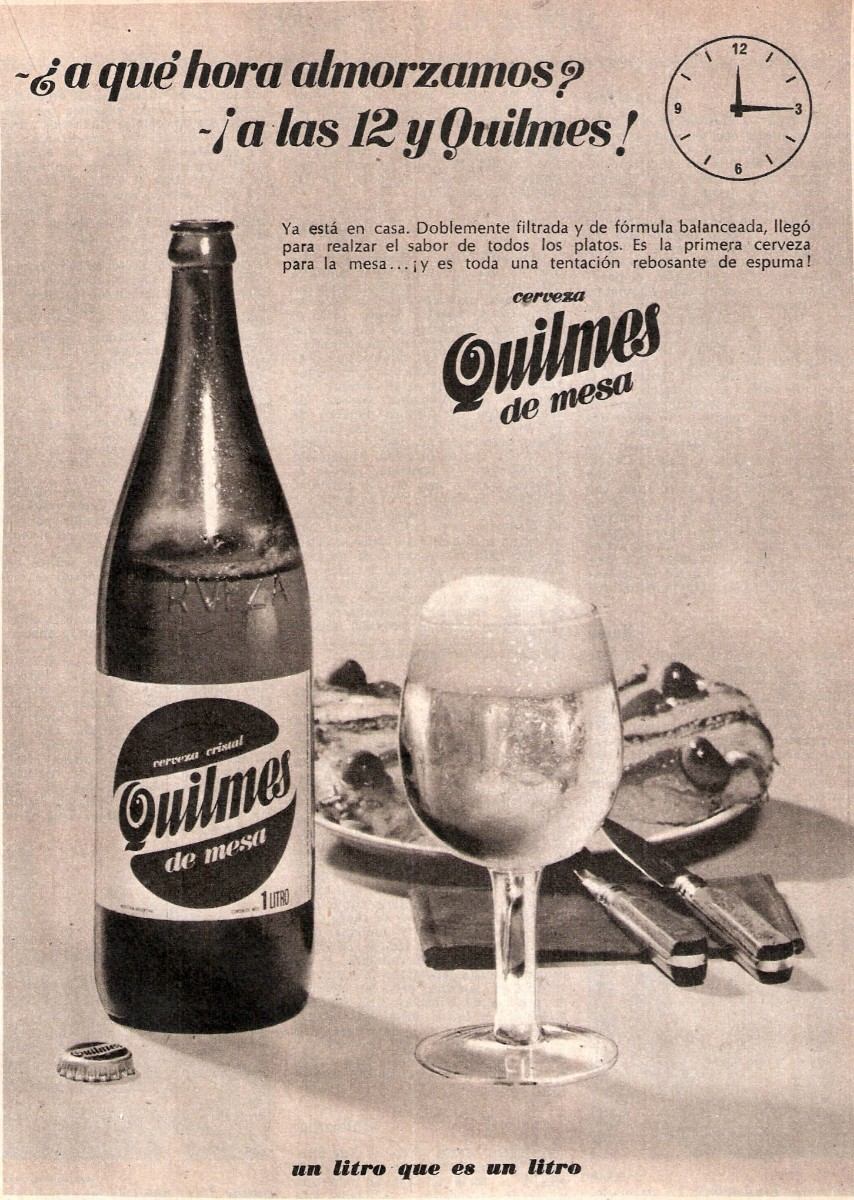 -¿a qué hora almorzamos?
-¡a las 12 y Quilmes!
12
3
6
9
Ya está en casa. Doblemente filtrada y de fórmula balanceada, llegó
para realzar el sabor de todos los platos. Es la primera cerveza
para la mesa...¡y es toda una tentación rebosante de espuma!
cerveza
Quilmes
de mesa
RVEZA
cerveza cristal
Quilmes
de mesa
1 LITRO
Quilmes
un litro que es un litro